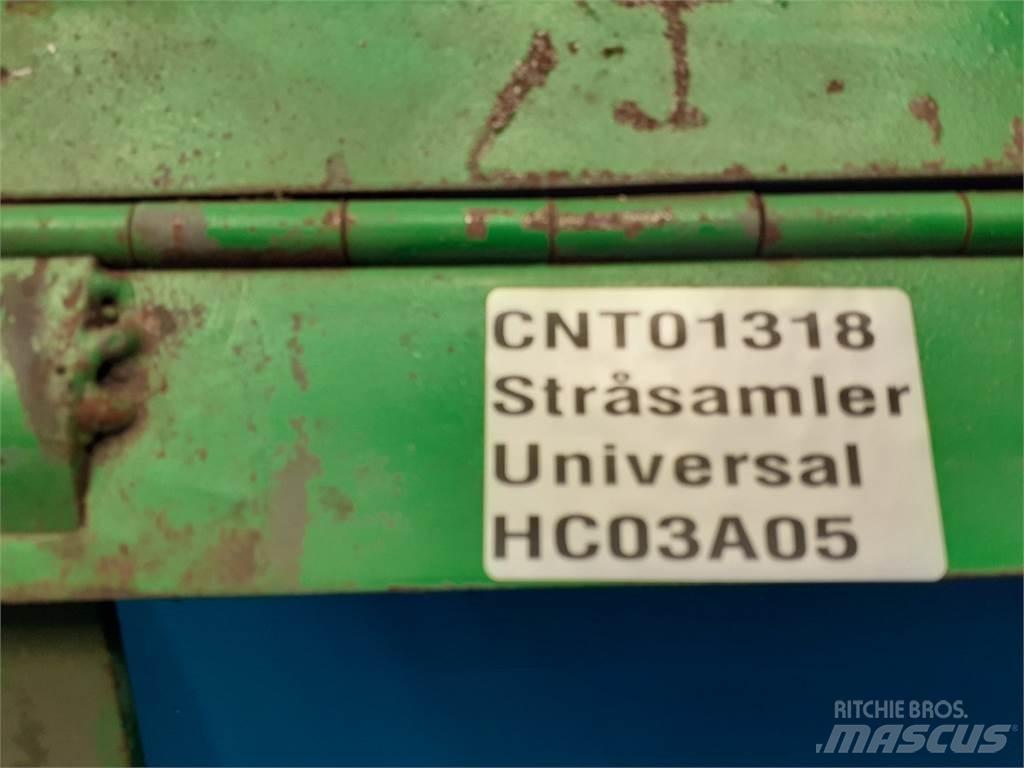 CNT01318
Stråsamler
Universal
HC03A05
RITCHIE BROS.
MASCUS